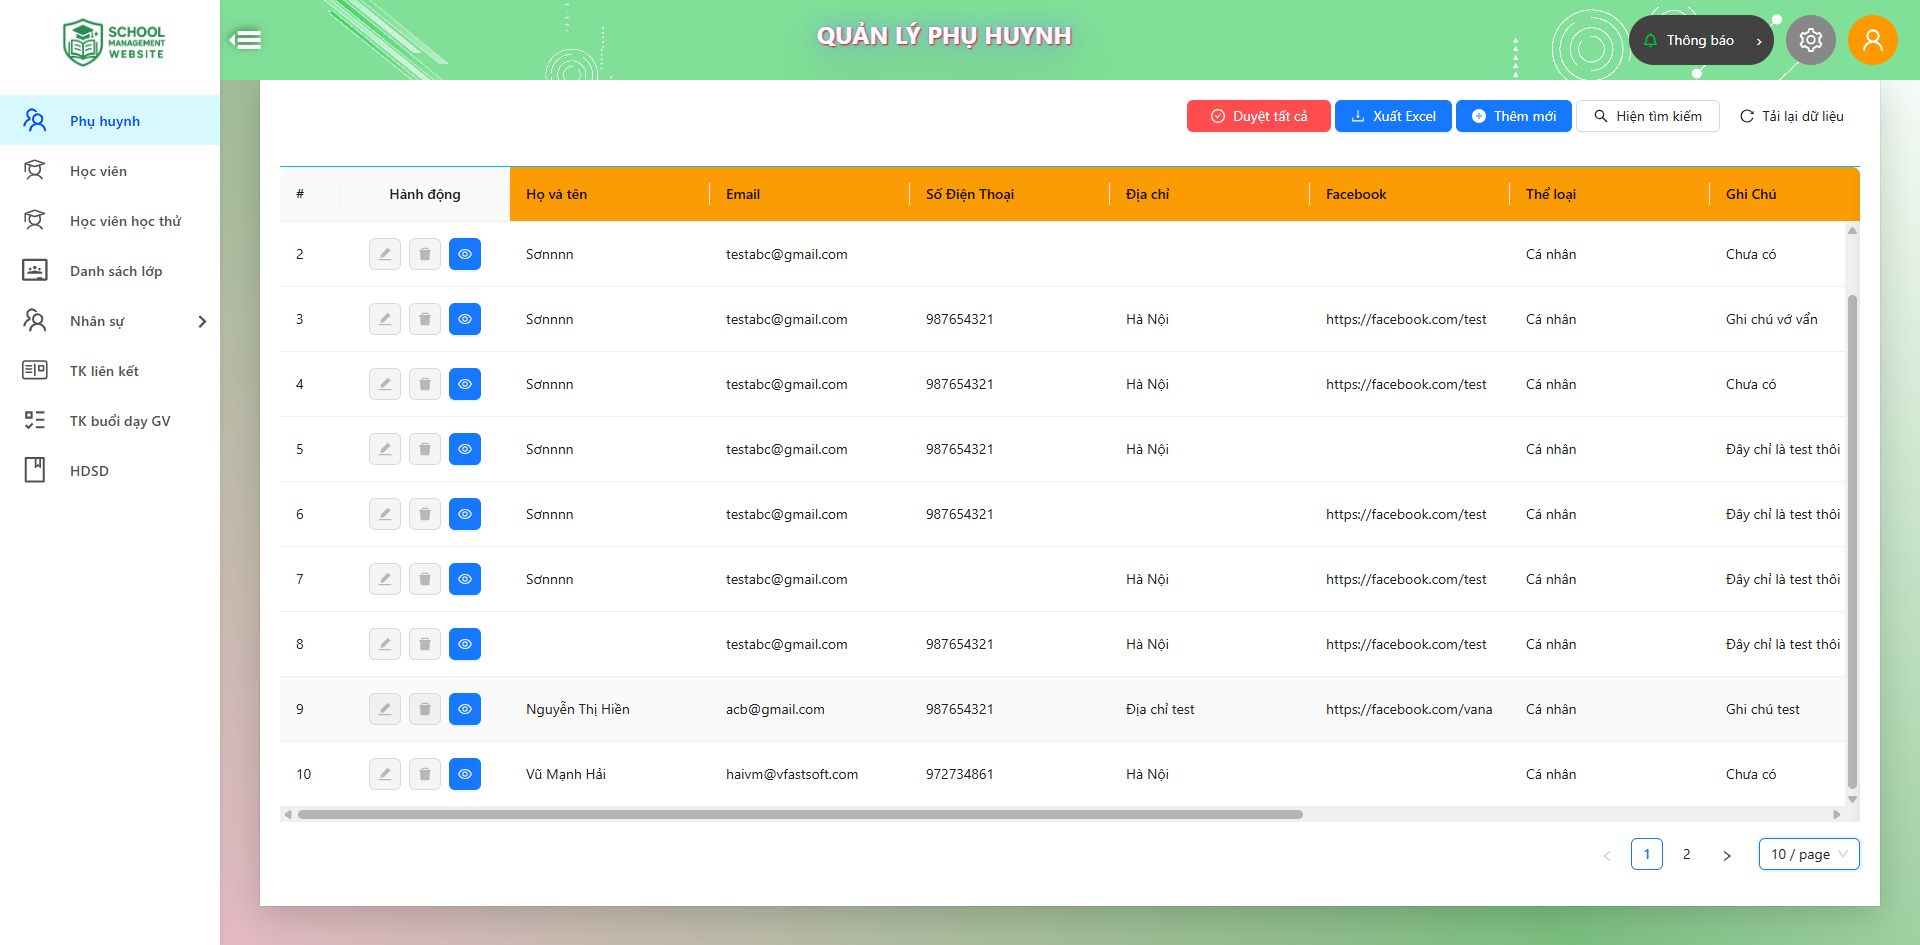 SCHOOL
MANAGEMENT
WEBSITE
QUẢN LÝ PHỤ HUYNH
Thông báo
Phụ huynh
Học viên
Học viên học thử
Danh sách lớp
Nhân sự
TK liên kết
TK buổi dạy GV
HDSD
Duyệt tất cả
Xuất Excel
Thêm mới
Hiện tìm kiếm
Tải lại dữ liệu
# Hành động Họ và tên Email Số Điện Thoại Địa chỉ Facebook Thể loại Ghi Chú
2 Sơnnnn testabc@gmail.com Cá nhân Chưa có
3 Sơnnnn testabc@gmail.com 987654321 Hà Nội https://facebook.com/test Cá nhân Ghi chú vớ vẩn
4 Sơnnnn testabc@gmail.com 987654321 Hà Nội https://facebook.com/test Cá nhân Chưa có
5 Sơnnnn testabc@gmail.com 987654321 Hà Nội Cá nhân Đây chỉ là test thôi
6 Sơnnnn testabc@gmail.com 987654321 https://facebook.com/test Cá nhân Đây chỉ là test thôi
7 Sơnnnn testabc@gmail.com Hà Nội https://facebook.com/test Cá nhân Đây chỉ là test thôi
8 testabc@gmail.com 987654321 Hà Nội https://facebook.com/test Cá nhân Đây chỉ là test thôi
9 Nguyễn Thị Hiền acb@gmail.com 987654321 Địa chỉ test https://facebook.com/vana Cá nhân Ghi chú test
10 Vũ Mạnh Hải haivm@vfastsoft.com 972734861 Hà Nội Cá nhân Chưa có
1 2 10 / page